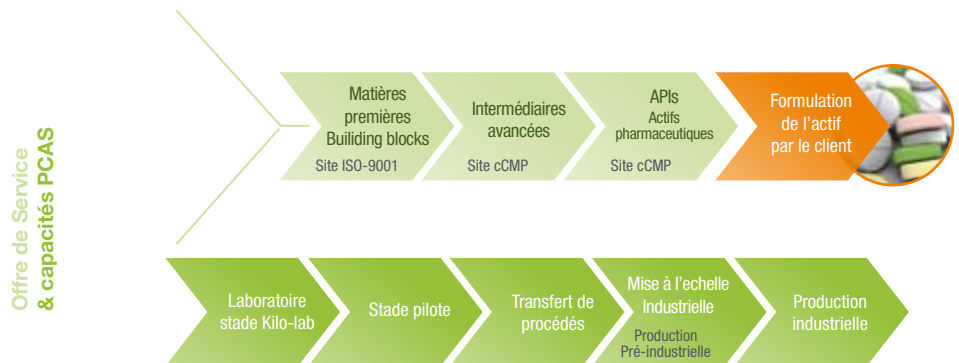 Offre de Service
& capacités PCAS
Matières
premières
Builiding blocks
Site ISO-9001
Intermédiaires
avancées
Site cCMP
APIs
Actifs
pharmaceutiques
Site cCMP
Formulation
de l'actif
par le client
Laboratoire
stade Kilo-lab
Stade pilote
Transfert de
procédés
Mise à l'echelle
Industrielle
Production
Pré-industrielle
Production
industrielle